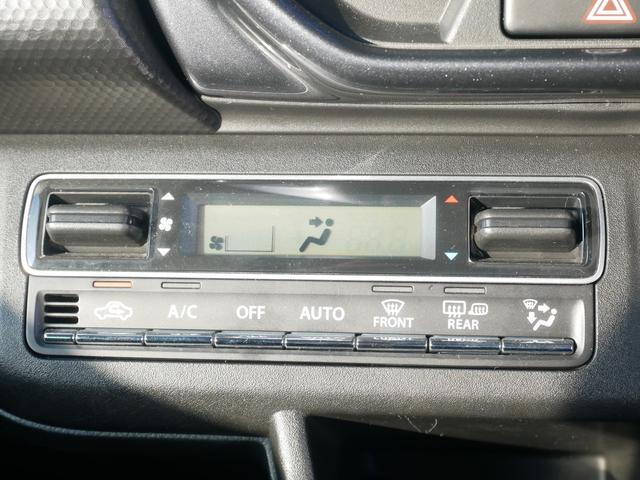 A/C OFF AUTO FRONT REAR